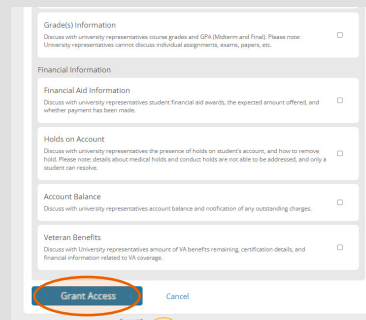 Grade(s) Information
Discuss with university representatives course grades and GPA (Midterm and Final). Please note:
University representatives cannot discuss individual assignments, exams, papers, etc.
Financial Information
Financial Aid Information
Discuss with university representatives student financial aid awards, the expected amount offered, and
whether payment has been made.
Holds on Account
Discuss with university representatives the presence of holds on student's account, and how to remove
hold. Please note: details about medical holds and conduct holds are not able to be addressed, and only a
student can resolve.
Account Balance
Discuss with university representatives account balance and notification of any outstanding charges.
Veteran Benefits
Discuss with University representatives amount of VA benefits remaining, certification details, and
financial information related to VA coverage.
Grant Access
Cancel